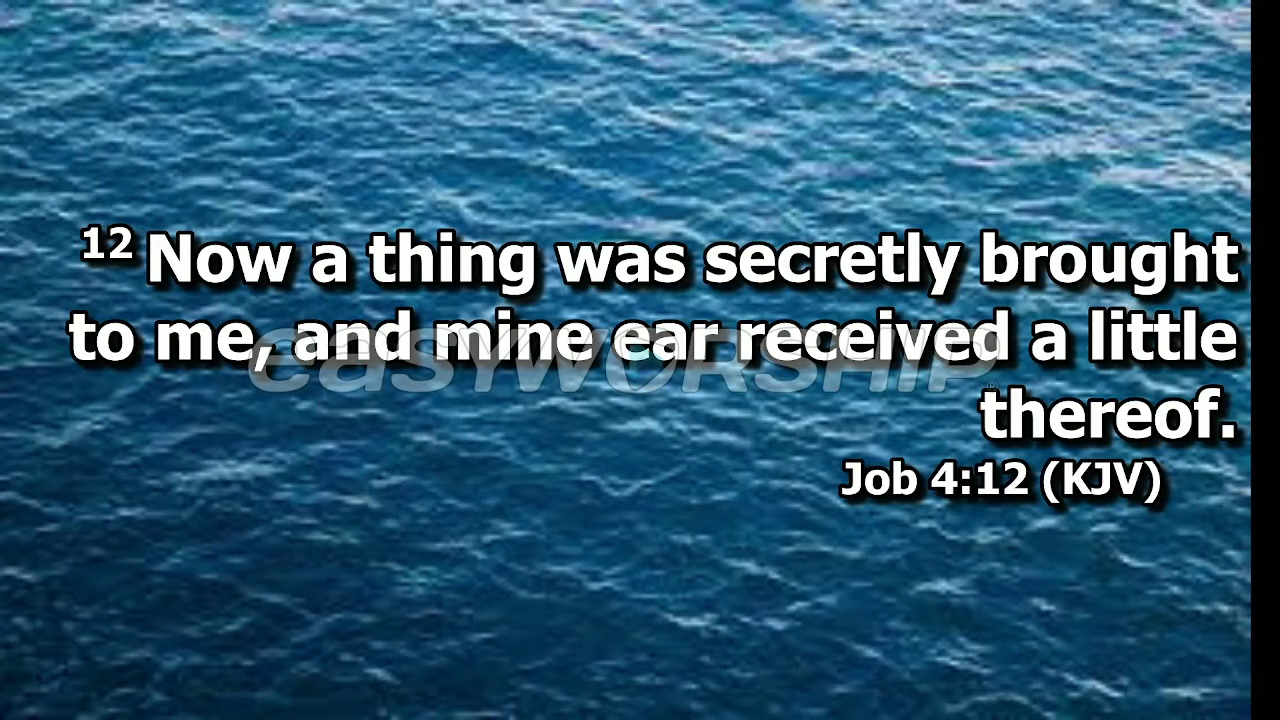 12 Now a thing was secretly brought
to me, and mine ear received a little
thereof.
Job 4:12 (KJV)
easyworship®